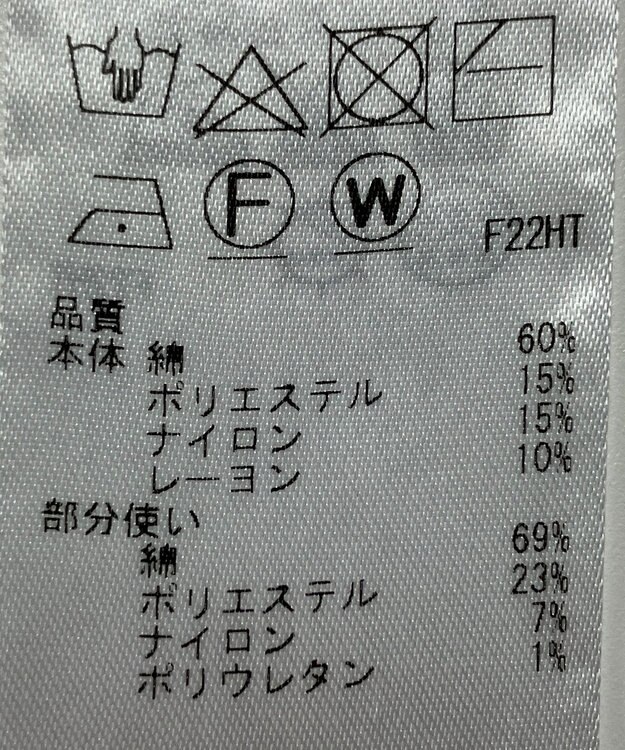 F W F22HT
品質
本体 綿 60%
ポリエステル 15%
ナイロン 15%
レーヨン 10%
部分使い
綿 69%
ポリエステル 23%
ナイロン 7%
ポリウレタン 1%